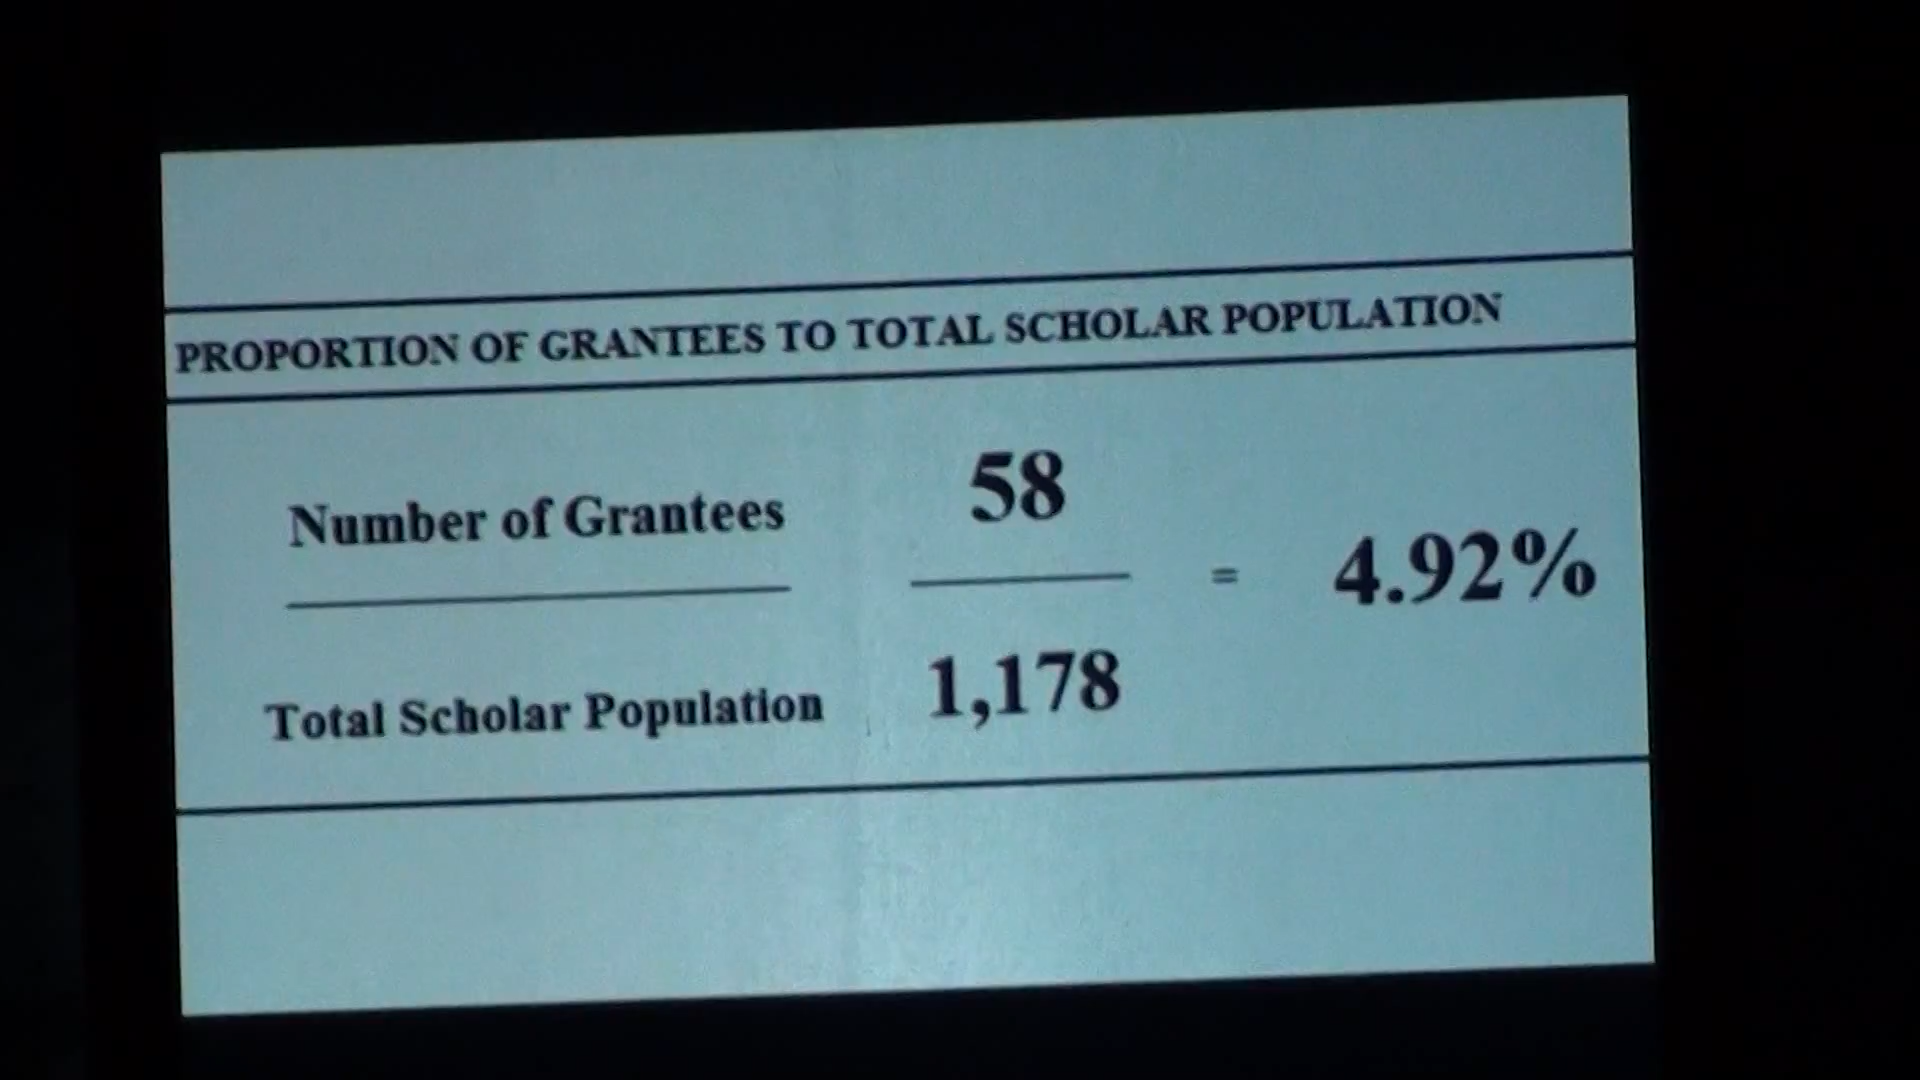 PROPORTION OF GRANTEES TO TOTAL SCHOLAR POPULATION
Number of Grantees
58
= 4.92%
Total Scholar Population
1,178